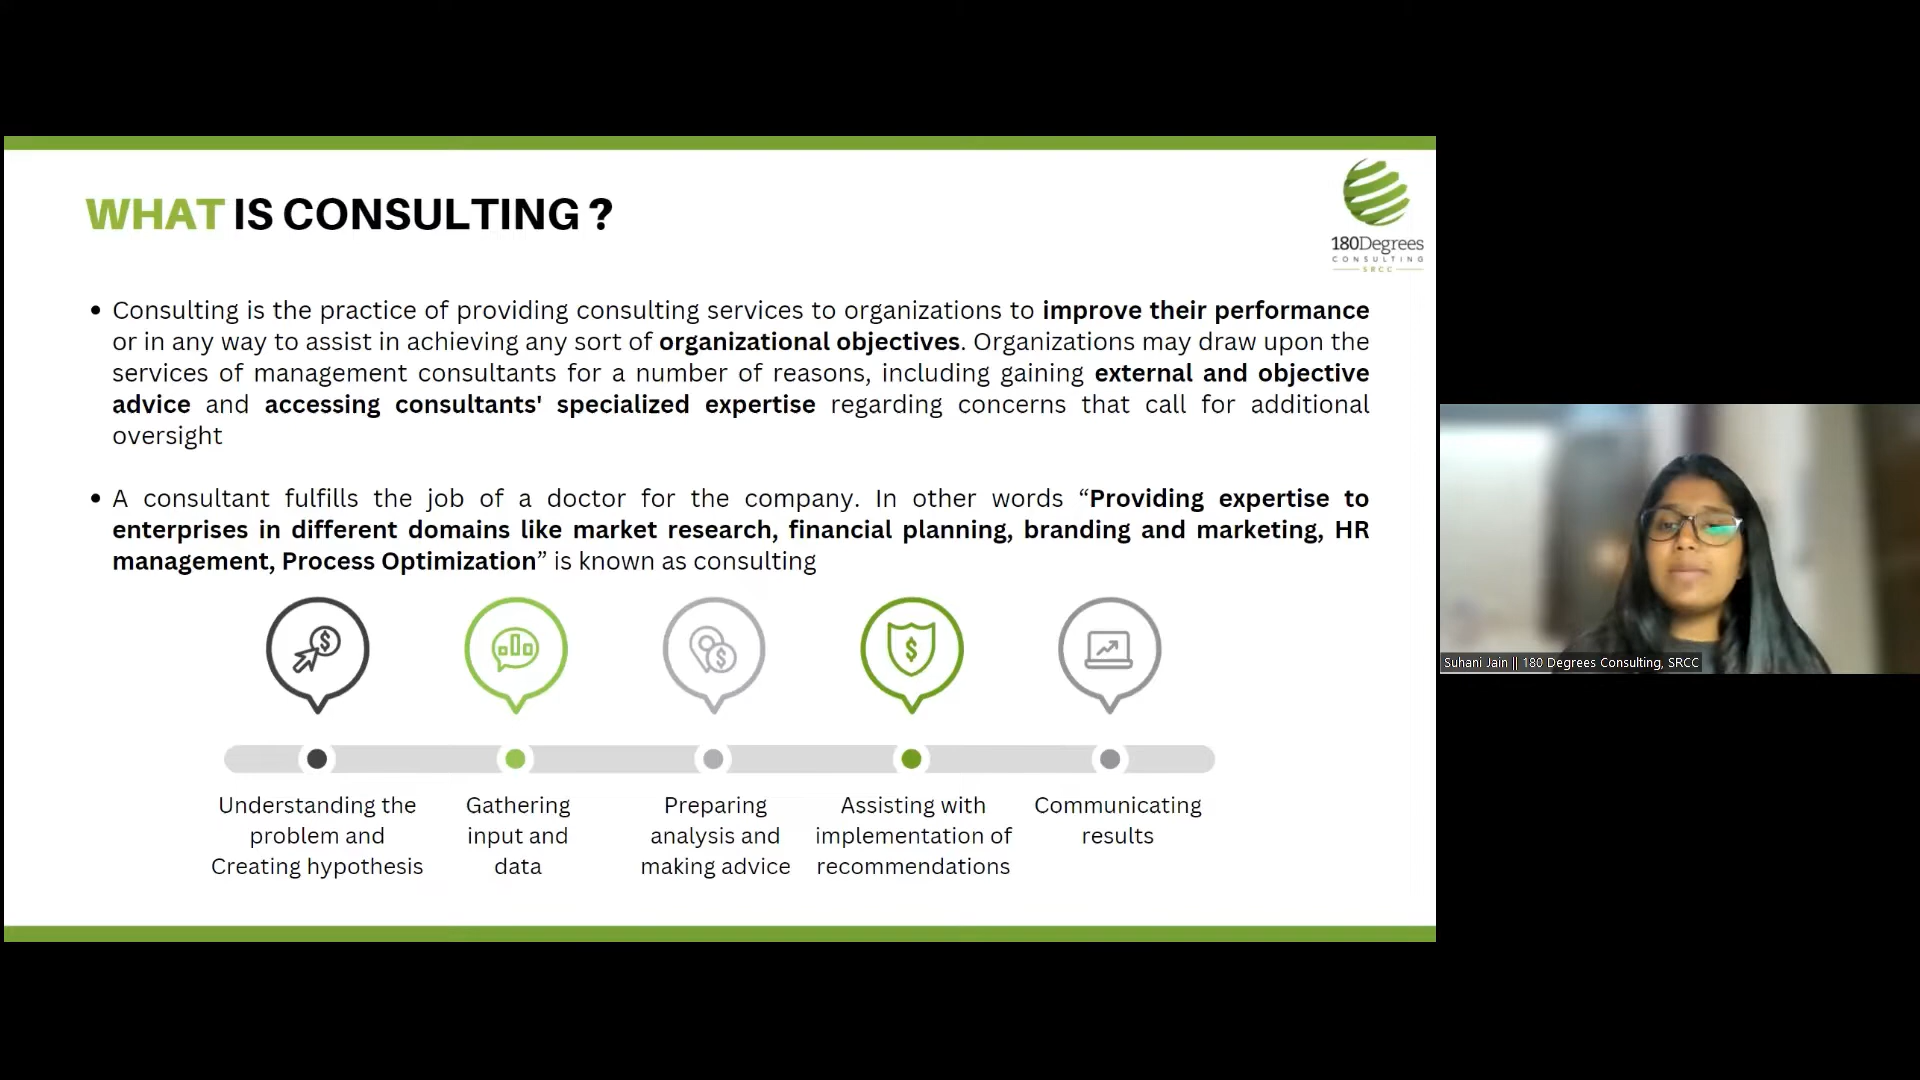 WHAT IS CONSULTING ?
180Degrees
CONSULTING
SRCC
• Consulting is the practice of providing consulting services to organizations to improve their performance
or in any way to assist in achieving any sort of organizational objectives. Organizations may draw upon the
services of management consultants for a number of reasons, including gaining external and objective
advice and accessing consultants' specialized expertise regarding concerns that call for additional
oversight
• A consultant fulfills the job of a doctor for the company. In other words “Providing expertise to
enterprises in different domains like market research, financial planning, branding and marketing, HR
management, Process Optimization” is known as consulting
Understanding the
problem and
Creating hypothesis
Gathering
input and
data
Preparing
analysis and
making advice
Assisting with
implementation of
recommendations
Communicating
results
Suhani Jain || 180 Degrees Consulting, SRCC